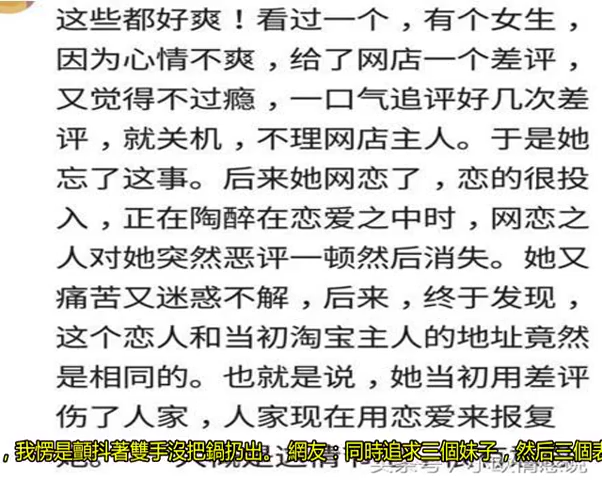 这些都好爽！看过一个，有个女生，
因为心情不爽，给了网店一个差评，
又觉得不过瘾，一口气追评好几次差
评，就关机，不理网店主人。于是她
忘了这事。后来她网恋了，恋的很投
入，正在陶醉在恋爱之中时，网恋之
人对她突然恶评一顿然后消失。她又
痛苦又迷惑不解，后来，终于发现，
这个恋人和当初淘宝主人的地址竟然
是相同的。也就是说，她当初用差评
伤了人家，人家现在用恋爱来报复
，我愣是顫抖著雙手沒把鍋扔出。網友：同時追求三個妹子，然后三個表